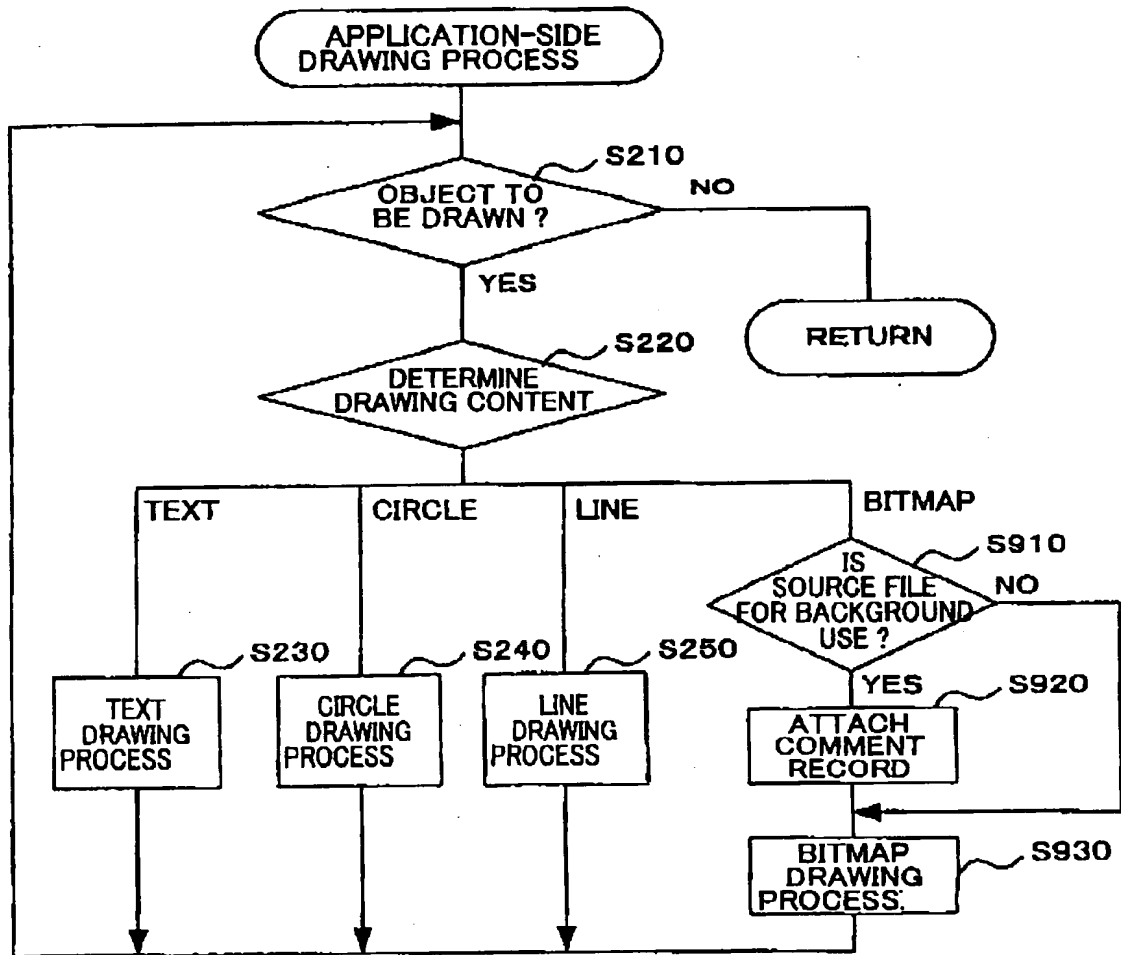 APPLICATION-SIDE
DRAWING PROCESS
S210
OBJECT TO
BE DRAWN ?
NO
YES
RETURN
S220
DETERMINE
DRAWING CONTENT
TEXT
CIRCLE
LINE
BITMAP
S910
IS
SOURCE FILE
FOR BACKGROUND
USE ?
NO
YES
S230
TEXT
DRAWING
PROCESS
S240
CIRCLE
DRAWING
PROCESS
S250
LINE
DRAWING
PROCESS
S920
ATTACH
COMMENT
RECORD
S930
BITMAP
DRAWING
PROCESS